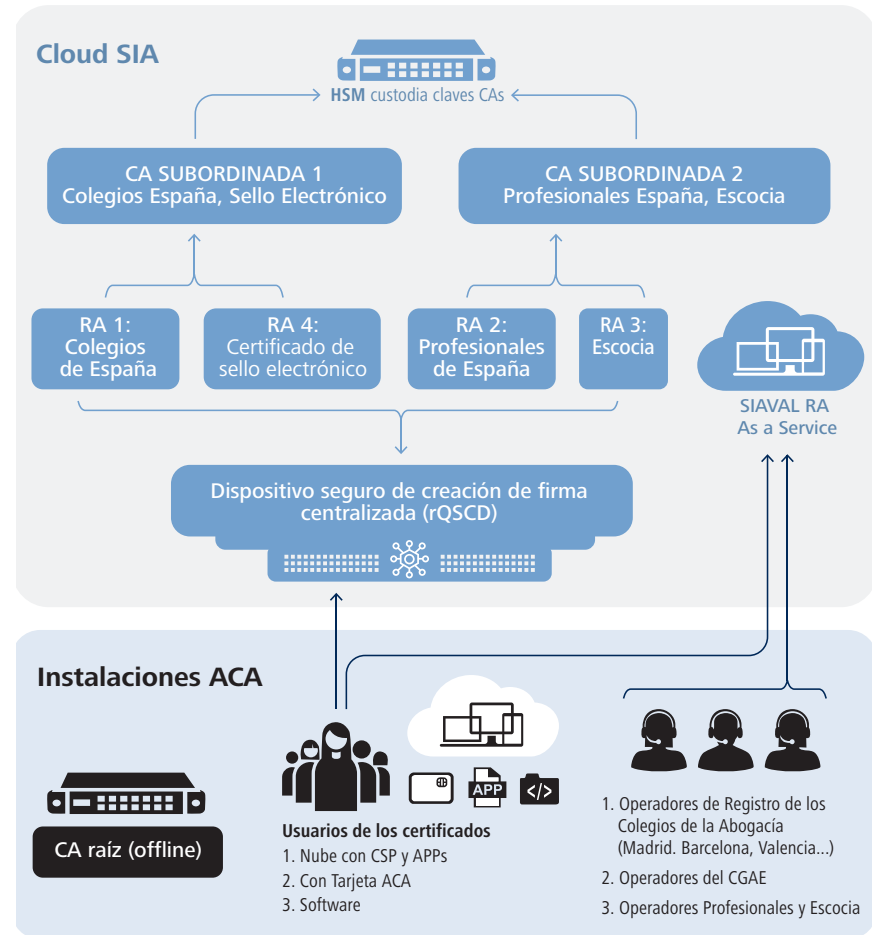 Cloud SIA
HSM custodia claves CAs
CA SUBORDINADA 1
Colegios España, Sello Electrónico
CA SUBORDINADA 2
Profesionales España, Escocia
RA 1:
Colegios
de España
RA 4:
Certificado de
sello electrónico
RA 2:
Profesionales
de España
RA 3:
Escocia
SIAVAL RA
As a Service
Dispositivo seguro de creación de firma
centralizada (rQSCD)
Instalaciones ACA
CA raíz (offline)
APP
</>
Usuarios de los certificados
1. Nube con CSP y APPs
2. Con Tarjeta ACA
3. Software
1. Operadores de Registro de los
Colegios de la Abogacía
(Madrid. Barcelona, Valencia...)
2. Operadores del CGAE
3. Operadores Profesionales y Escocia